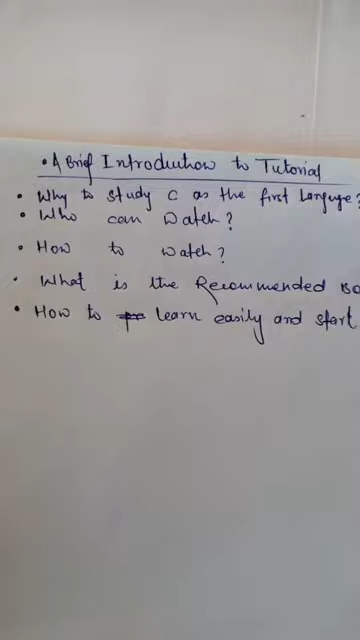 • A Brief Introduction to Tutorial
• Why to study C as the first Language?
• Who can watch?
• How to watch?
• What is the Recommended Bo
• How to learn easily and start